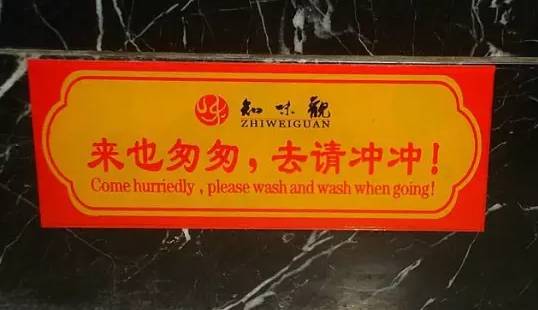 知味觀
ZHIWEIGUAN
来也匆匆，去请冲冲！
Come hurriedly , please wash and wash when going!